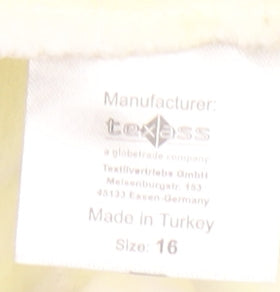 Manufacturer:
texass
a globetrade company
Textilvertriebs GmbH
Meisenburgstr. 153
45133 Essen-Germany
Made in Turkey
Size: 16